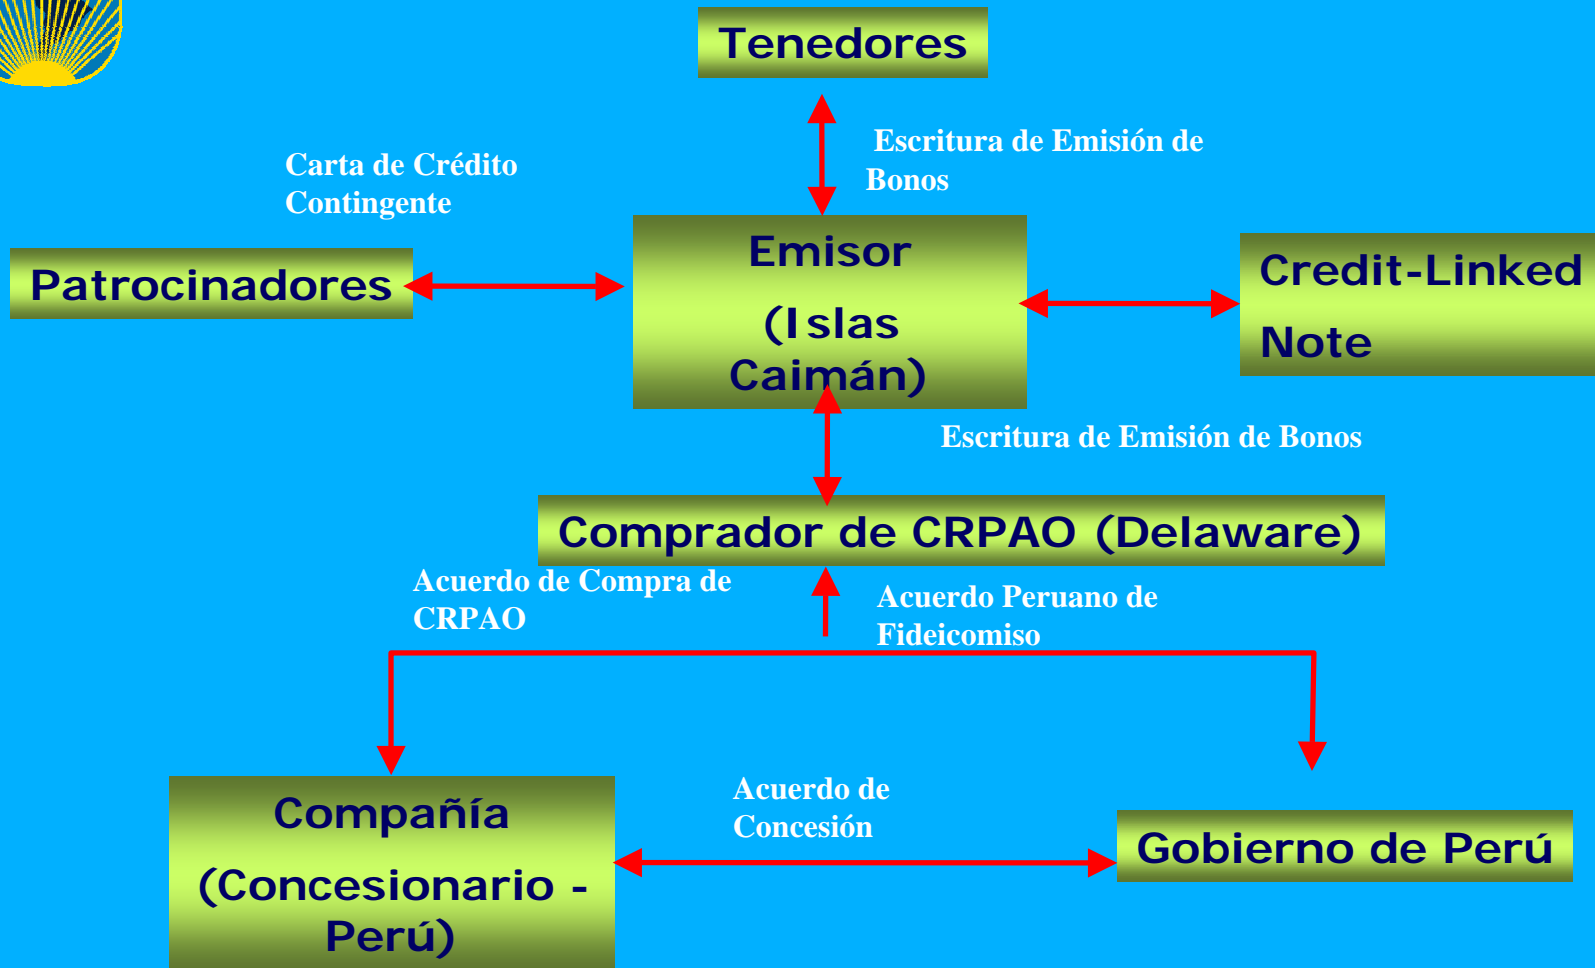 Tenedores
Escritura de Emisión de
Bonos
Carta de Crédito
Contingente
Patrocinadores
Emisor
(Islas
Caimán)
Credit-Linked
Note
Escritura de Emisión de Bonos
Comprador de CRPAO (Delaware)
Acuerdo de Compra de
CRPAO
Acuerdo Peruano de
Fideicomiso
Compañía
(Concesionario -
Perú)
Acuerdo de
Concesión
Gobierno de Perú